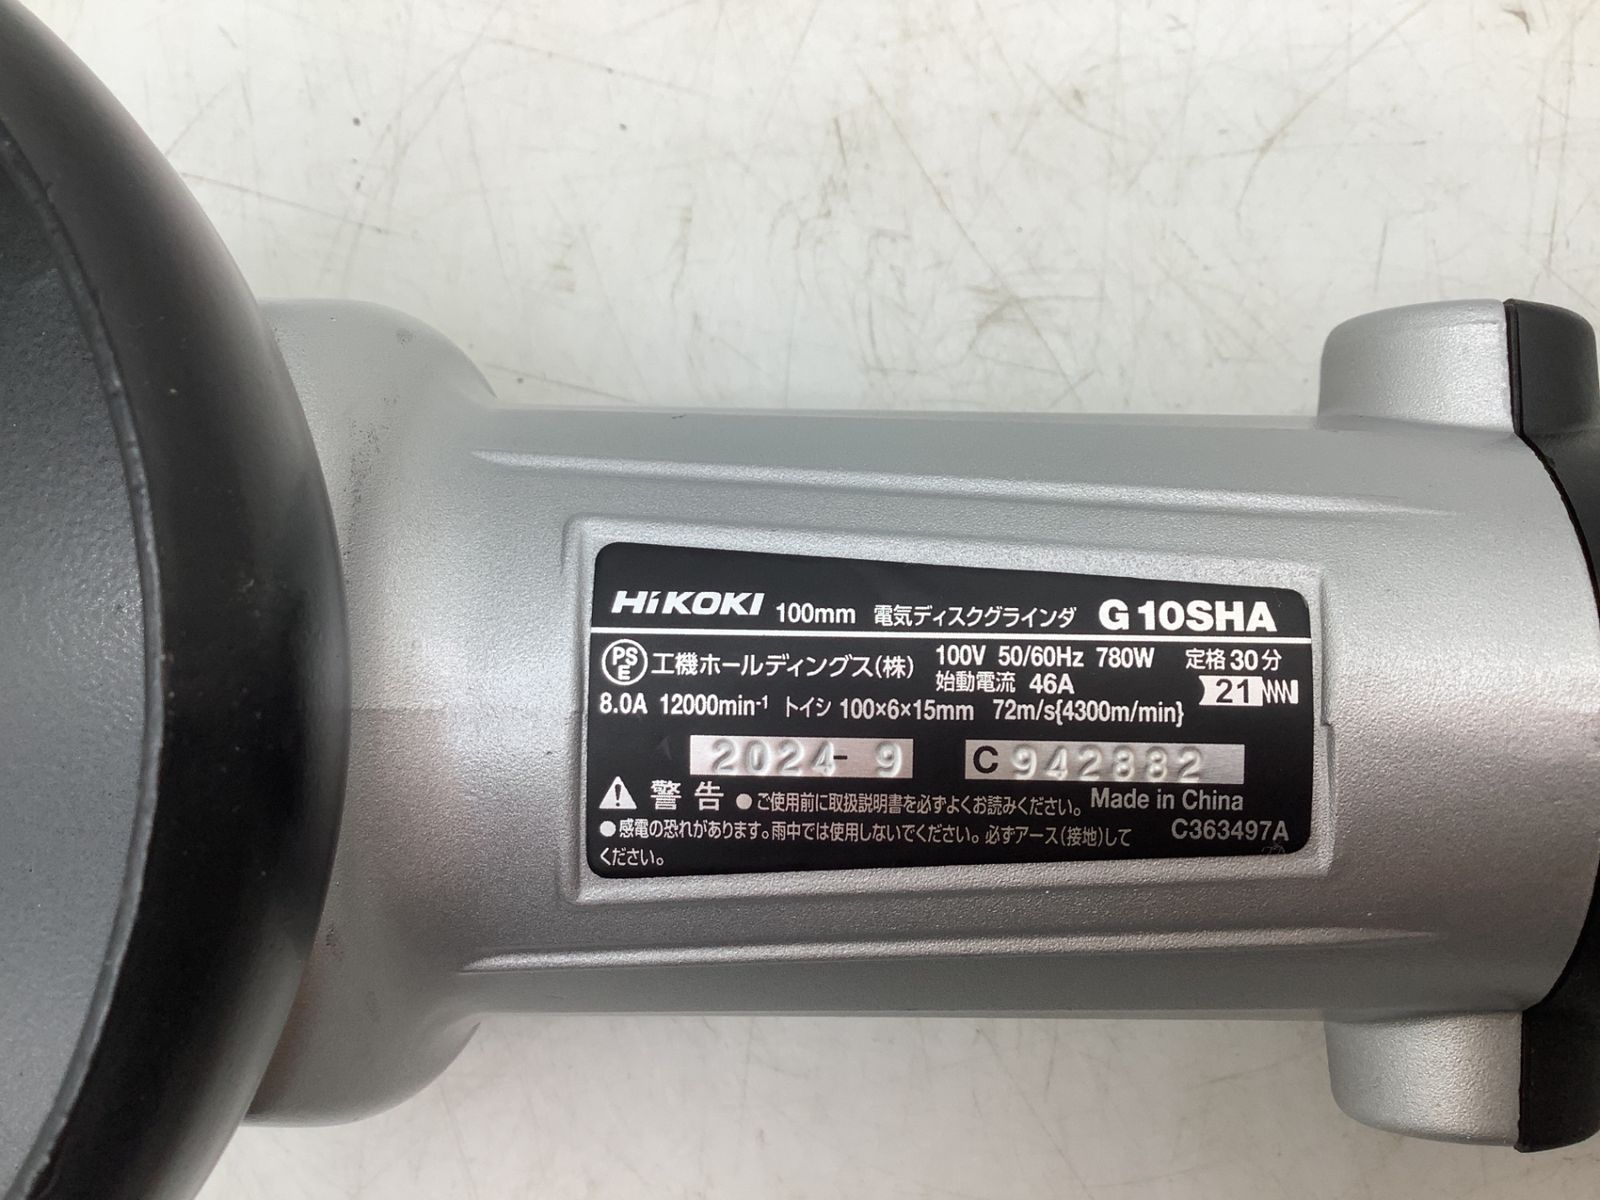 HiKOKI 100mm 電気ディスクグラインダ G 10SHA
PSE 工機ホールディングス(株) 100V 50/60Hz 780W 定格 30 分
始動電流 46A 21
8.0A 12000min-¹ トイシ 100×6×15mm 72m/s{4300m/min}
2024- 9 C 942882
警告 ●ご使用前に取扱説明書を必ずよくお読みください。 Made in China
●感電の恐れがあります。雨中では使用しないでください。必ずアース(接地)して C363497A
ください。